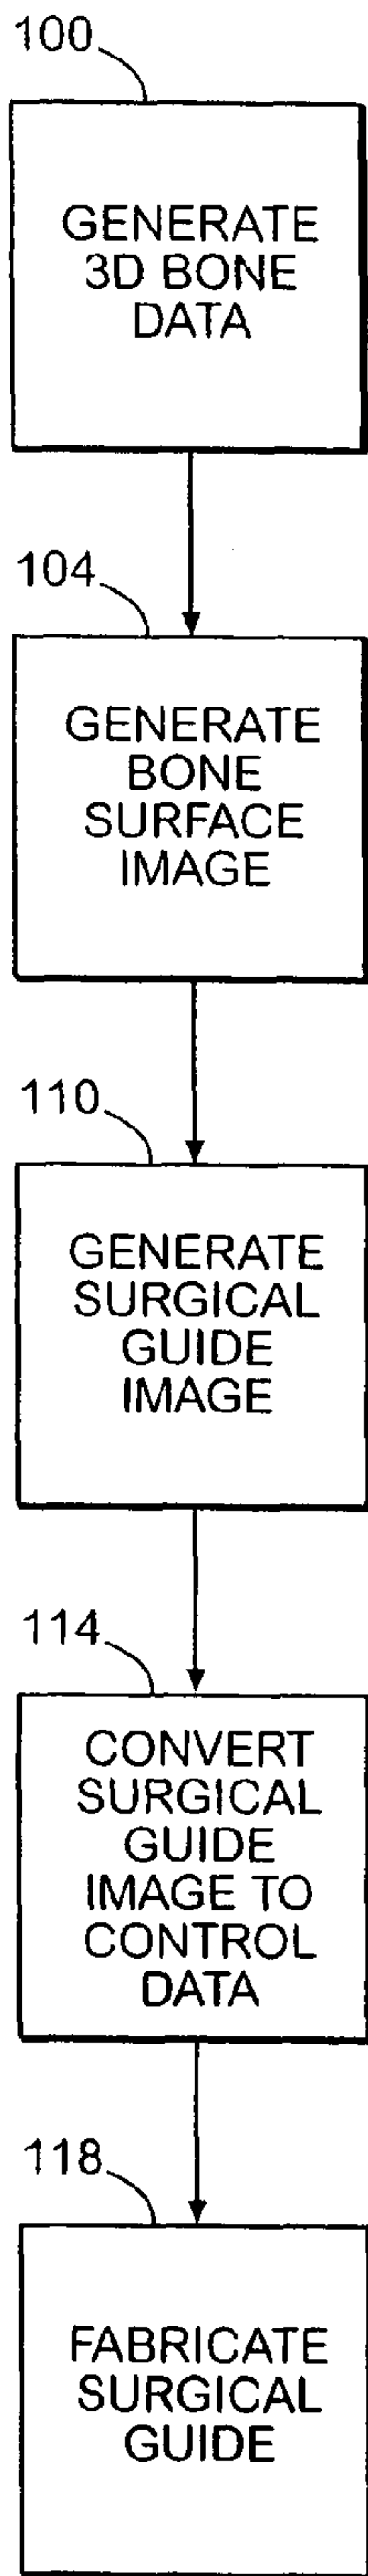 100
GENERATE
3D BONE
DATA
104
GENERATE
BONE
SURFACE
IMAGE
110
GENERATE
SURGICAL
GUIDE
IMAGE
114
CONVERT
SURGICAL
GUIDE
IMAGE TO
CONTROL
DATA
118
FABRICATE
SURGICAL
GUIDE